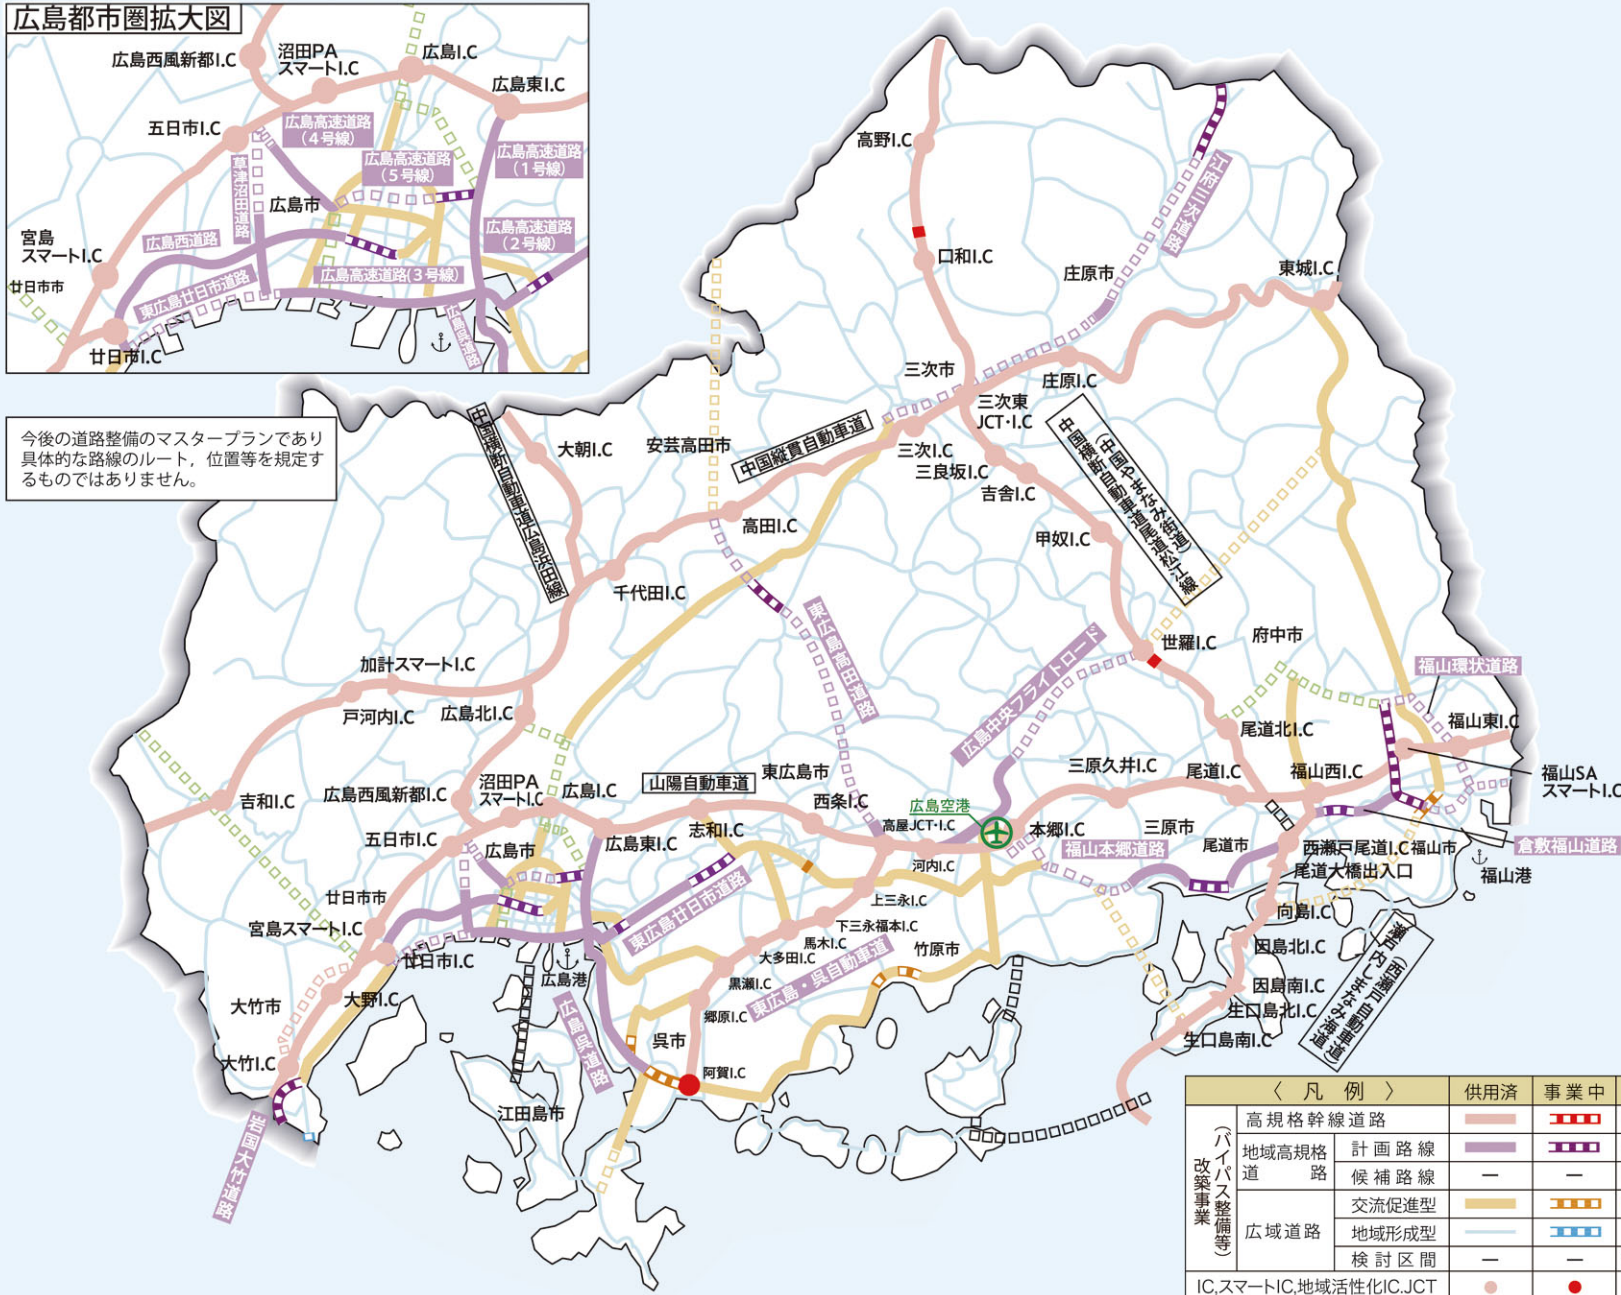 広島都市圏拡大図
広島西風新都I.C
沼田PA
スマートI.C
広島I.C
広島東I.C
五日市I.C
広島高速道路
(4号線)
広島高速道路
(5号線)
広島高速道路
(1号線)
草津沼田道路
広島市
広島高速道路
(2号線)
宮島
スマートI.C
広島西道路
広島高速道路(3号線)
廿日市市
東広島廿日市道路
広島呉道路
廿日市I.C
今後の道路整備のマスタープランであり
具体的な路線のルート，位置等を規定す
るものではありません。
高野I.C
江府三次道路
口和I.C
庄原市
東城I.C
三次市
庄原I.C
三次東
JCT・I.C
中国横断自動車道広島浜田線
大朝I.C
安芸高田市
中国縦貫自動車道
三次I.C
三良坂I.C
吉舎I.C
中国横断自動車道尾道松江線
(中国やまなみ街道)
高田I.C
甲奴I.C
千代田I.C
東広島高田道路
広島中央フライトロード
世羅I.C
府中市
福山環状道路
加計スマートI.C
戸河内I.C
広島北I.C
尾道北I.C
福山東I.C
吉和I.C
広島西風新都I.C
沼田PA
スマートI.C
広島I.C
山陽自動車道
東広島市
西条I.C
三原久井I.C
尾道I.C
福山西I.C
福山SA
スマートI.C
広島空港
五日市I.C
広島市
広島東I.C
志和I.C
高屋JCT・I.C
本郷I.C
三原市
尾道市
西瀬戸尾道I.C
福山市
倉敷福山道路
河内I.C
福山本郷道路
尾道大橋出入口
福山港
廿日市市
宮島スマートI.C
東広島廿日市道路
上三永I.C
下三永福本I.C
馬木I.C
竹原市
向島I.C
廿日市I.C
広島港
大多田I.C
因島北I.C
瀬戸内しまなみ海道
(西瀬戸自動車道)
大竹市
大野I.C
黒瀬I.C
東広島・呉自動車道
因島南I.C
郷原I.C
生口島北I.C
広島呉道路
呉市
生口島南I.C
大竹I.C
阿賀I.C
江田島市
岩国大竹道路
〈 凡 例 〉
供用済
事業中
改築事業
(バイパス整備等)
高規格幹線道路
地域高規格
道 路
計画路線
候補路線
－ －
広域道路
交流促進型
地域形成型
検討区間
－ －
IC,スマートIC,地域活性化IC.JCT